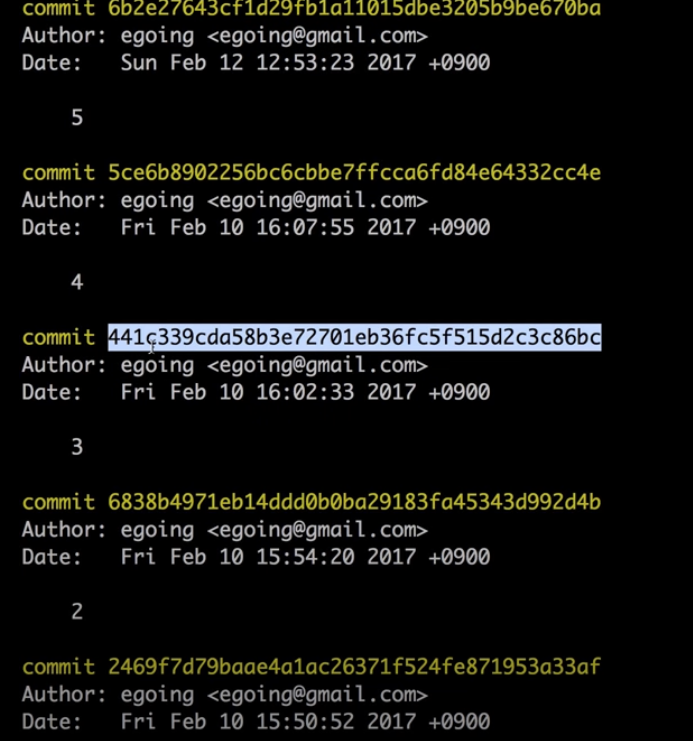 commit 6b2e27643cf1d29fb1a11015dbe3205b9be670ba
Author: egoing <egoing@gmail.com>
Date:   Sun Feb 12 12:53:23 2017 +0900
5
commit 5ce6b8902256bc6cbbe7ffcca6fd84e64332cc4e
Author: egoing <egoing@gmail.com>
Date:   Fri Feb 10 16:07:55 2017 +0900
4
commit 441c339cda58b3e72701eb36fc5f515d2c3c86bc
Author: egoing <egoing@gmail.com>
Date:   Fri Feb 10 16:02:33 2017 +0900
3
commit 6838b4971eb14ddd0b0ba29183fa45343d992d4b
Author: egoing <egoing@gmail.com>
Date:   Fri Feb 10 15:54:20 2017 +0900
2
commit 2469f7d79baae4a1ac26371f524fe871953a33af
Author: egoing <egoing@gmail.com>
Date:   Fri Feb 10 15:50:52 2017 +0900